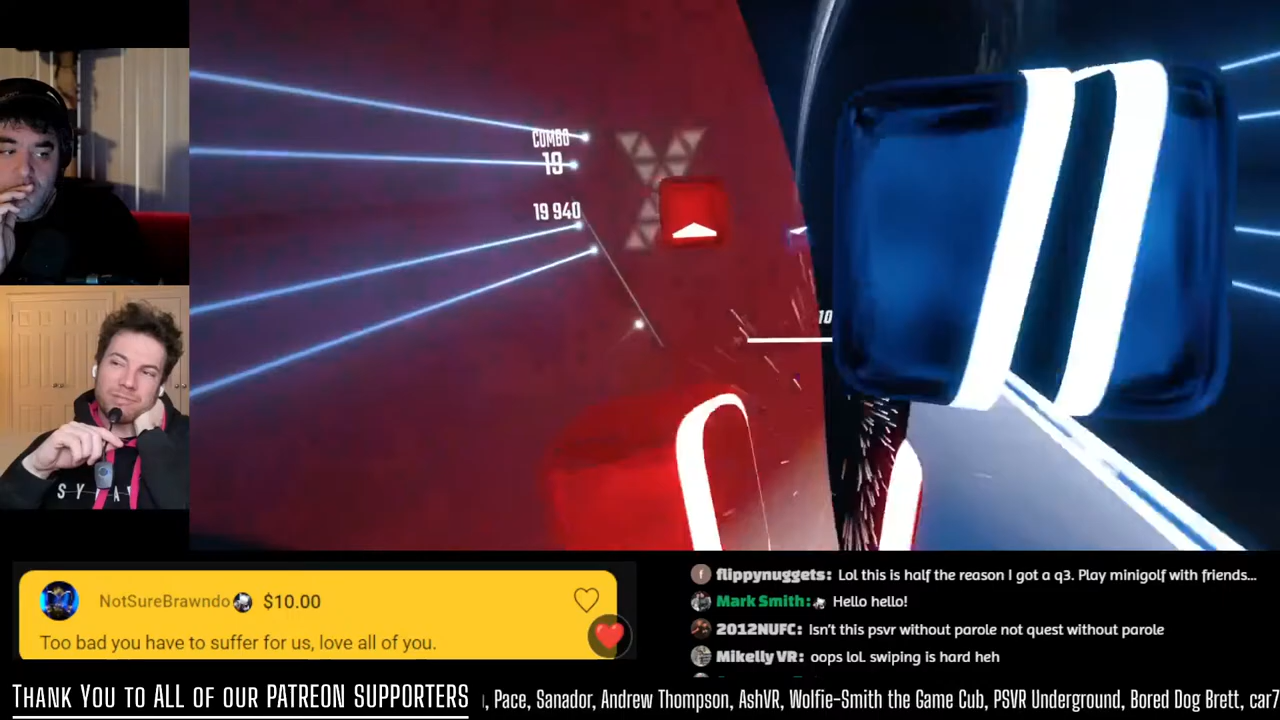 COMBO
19
19 940
10
SY
NotSureBrawndo $10.00
Too bad you have to suffer for us, love all of you.
flippynuggets: Lol this is half the reason I got a q3. Play minigolf with friends...
Mark Smith: Hello hello!
2012NUFC: Isn't this psvr without parole not quest without parole
Mikelly VR: oops lol. swiping is hard heh
THANK YOU TO ALL OF OUR PATREON SUPPORTERS
, Pace, Sanador, Andrew Thompson, AshVR, Wolfie-Smith the Game Cub, PSVR Underground, Bored Dog Brett, car7